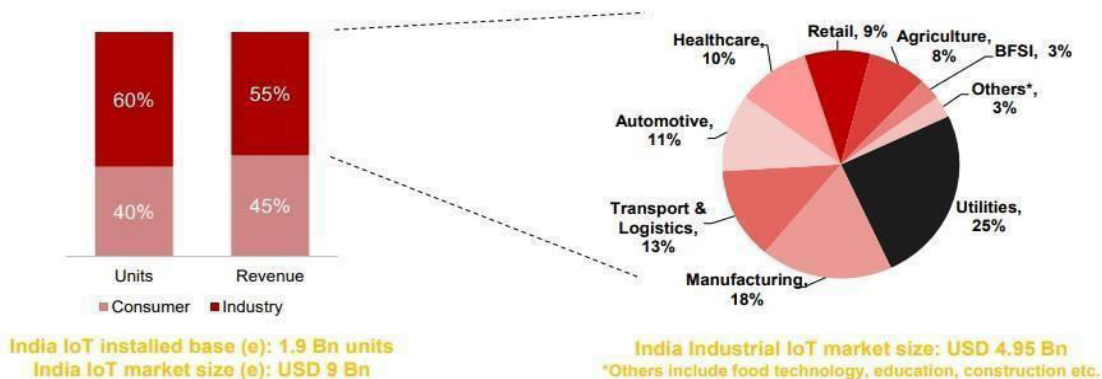 60%
55%
40%
45%
Units
Revenue
Consumer
Industry
India IoT installed base (e): 1.9 Bn units
India IoT market size (e): USD 9 Bn
Retail, 9%
Agriculture,
8%
BFSI, 3%
Others*,
3%
Utilities,
25%
Manufacturing,
18%
Transport &
Logistics,
13%
Automotive,
11%
Healthcare,
10%
India Industrial IoT market size: USD 4.95 Bn
*Others include food technology, education, construction etc.